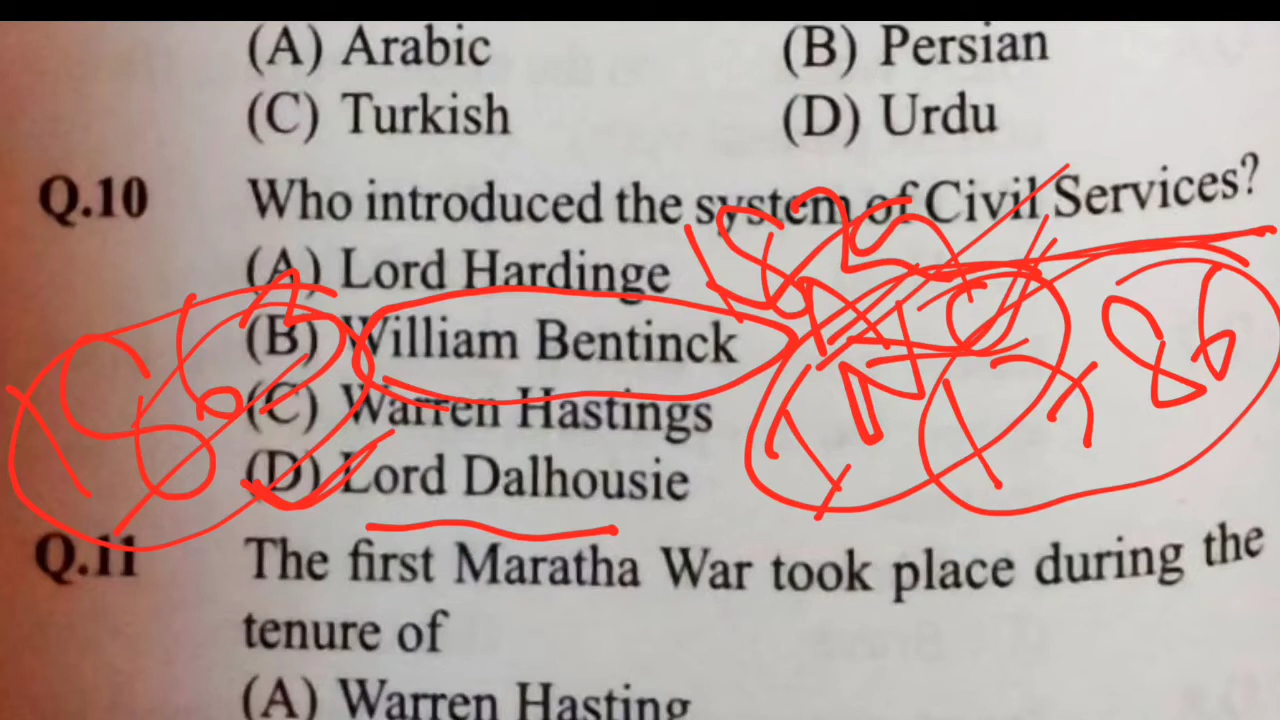 (A) Arabic (B) Persian
(C) Turkish (D) Urdu
Q.10 Who introduced the system of Civil Services?
(A) Lord Hardinge
(B) William Bentinck
(C) Warren Hastings
(D) Lord Dalhousie
Q.11 The first Maratha War took place during the
tenure of
(A) Warren Hasting